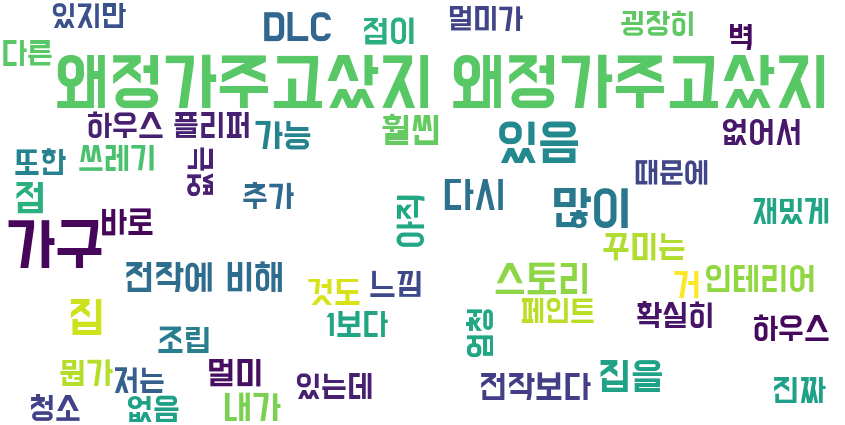 있지만
DLC
점이
멀미가
굉장히
벽
다른
왜정가주고샀지 왜정가주고샀지
하우스 플리퍼
가능
훨씬
있음
없어서
또한
쓰레기
없는
때문에
점
추가
아직
다시
많이
재밌게
가구
바로
꾸미는
전작에 비해
것도
느낌
스토리
거
인테리어
집
페인트
확실히
조립
1보다
엄청
하우스
뭔가
저는
멀미
있는데
전작보다
집을
진짜
청소
없음
내가